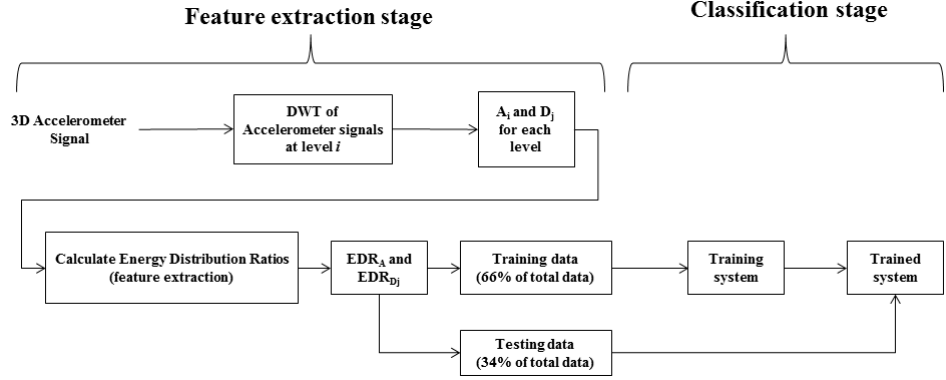 Feature extraction stage
Classification stage
3D Accelerometer
Signal
DWT of
Accelerometer signals
at level i
Ai and Dj
for each
level
Calculate Energy Distribution Ratios
(feature extraction)
EDRA and
EDRDj
Training data
(66% of total data)
Training
system
Trained
system
Testing data
(34% of total data)